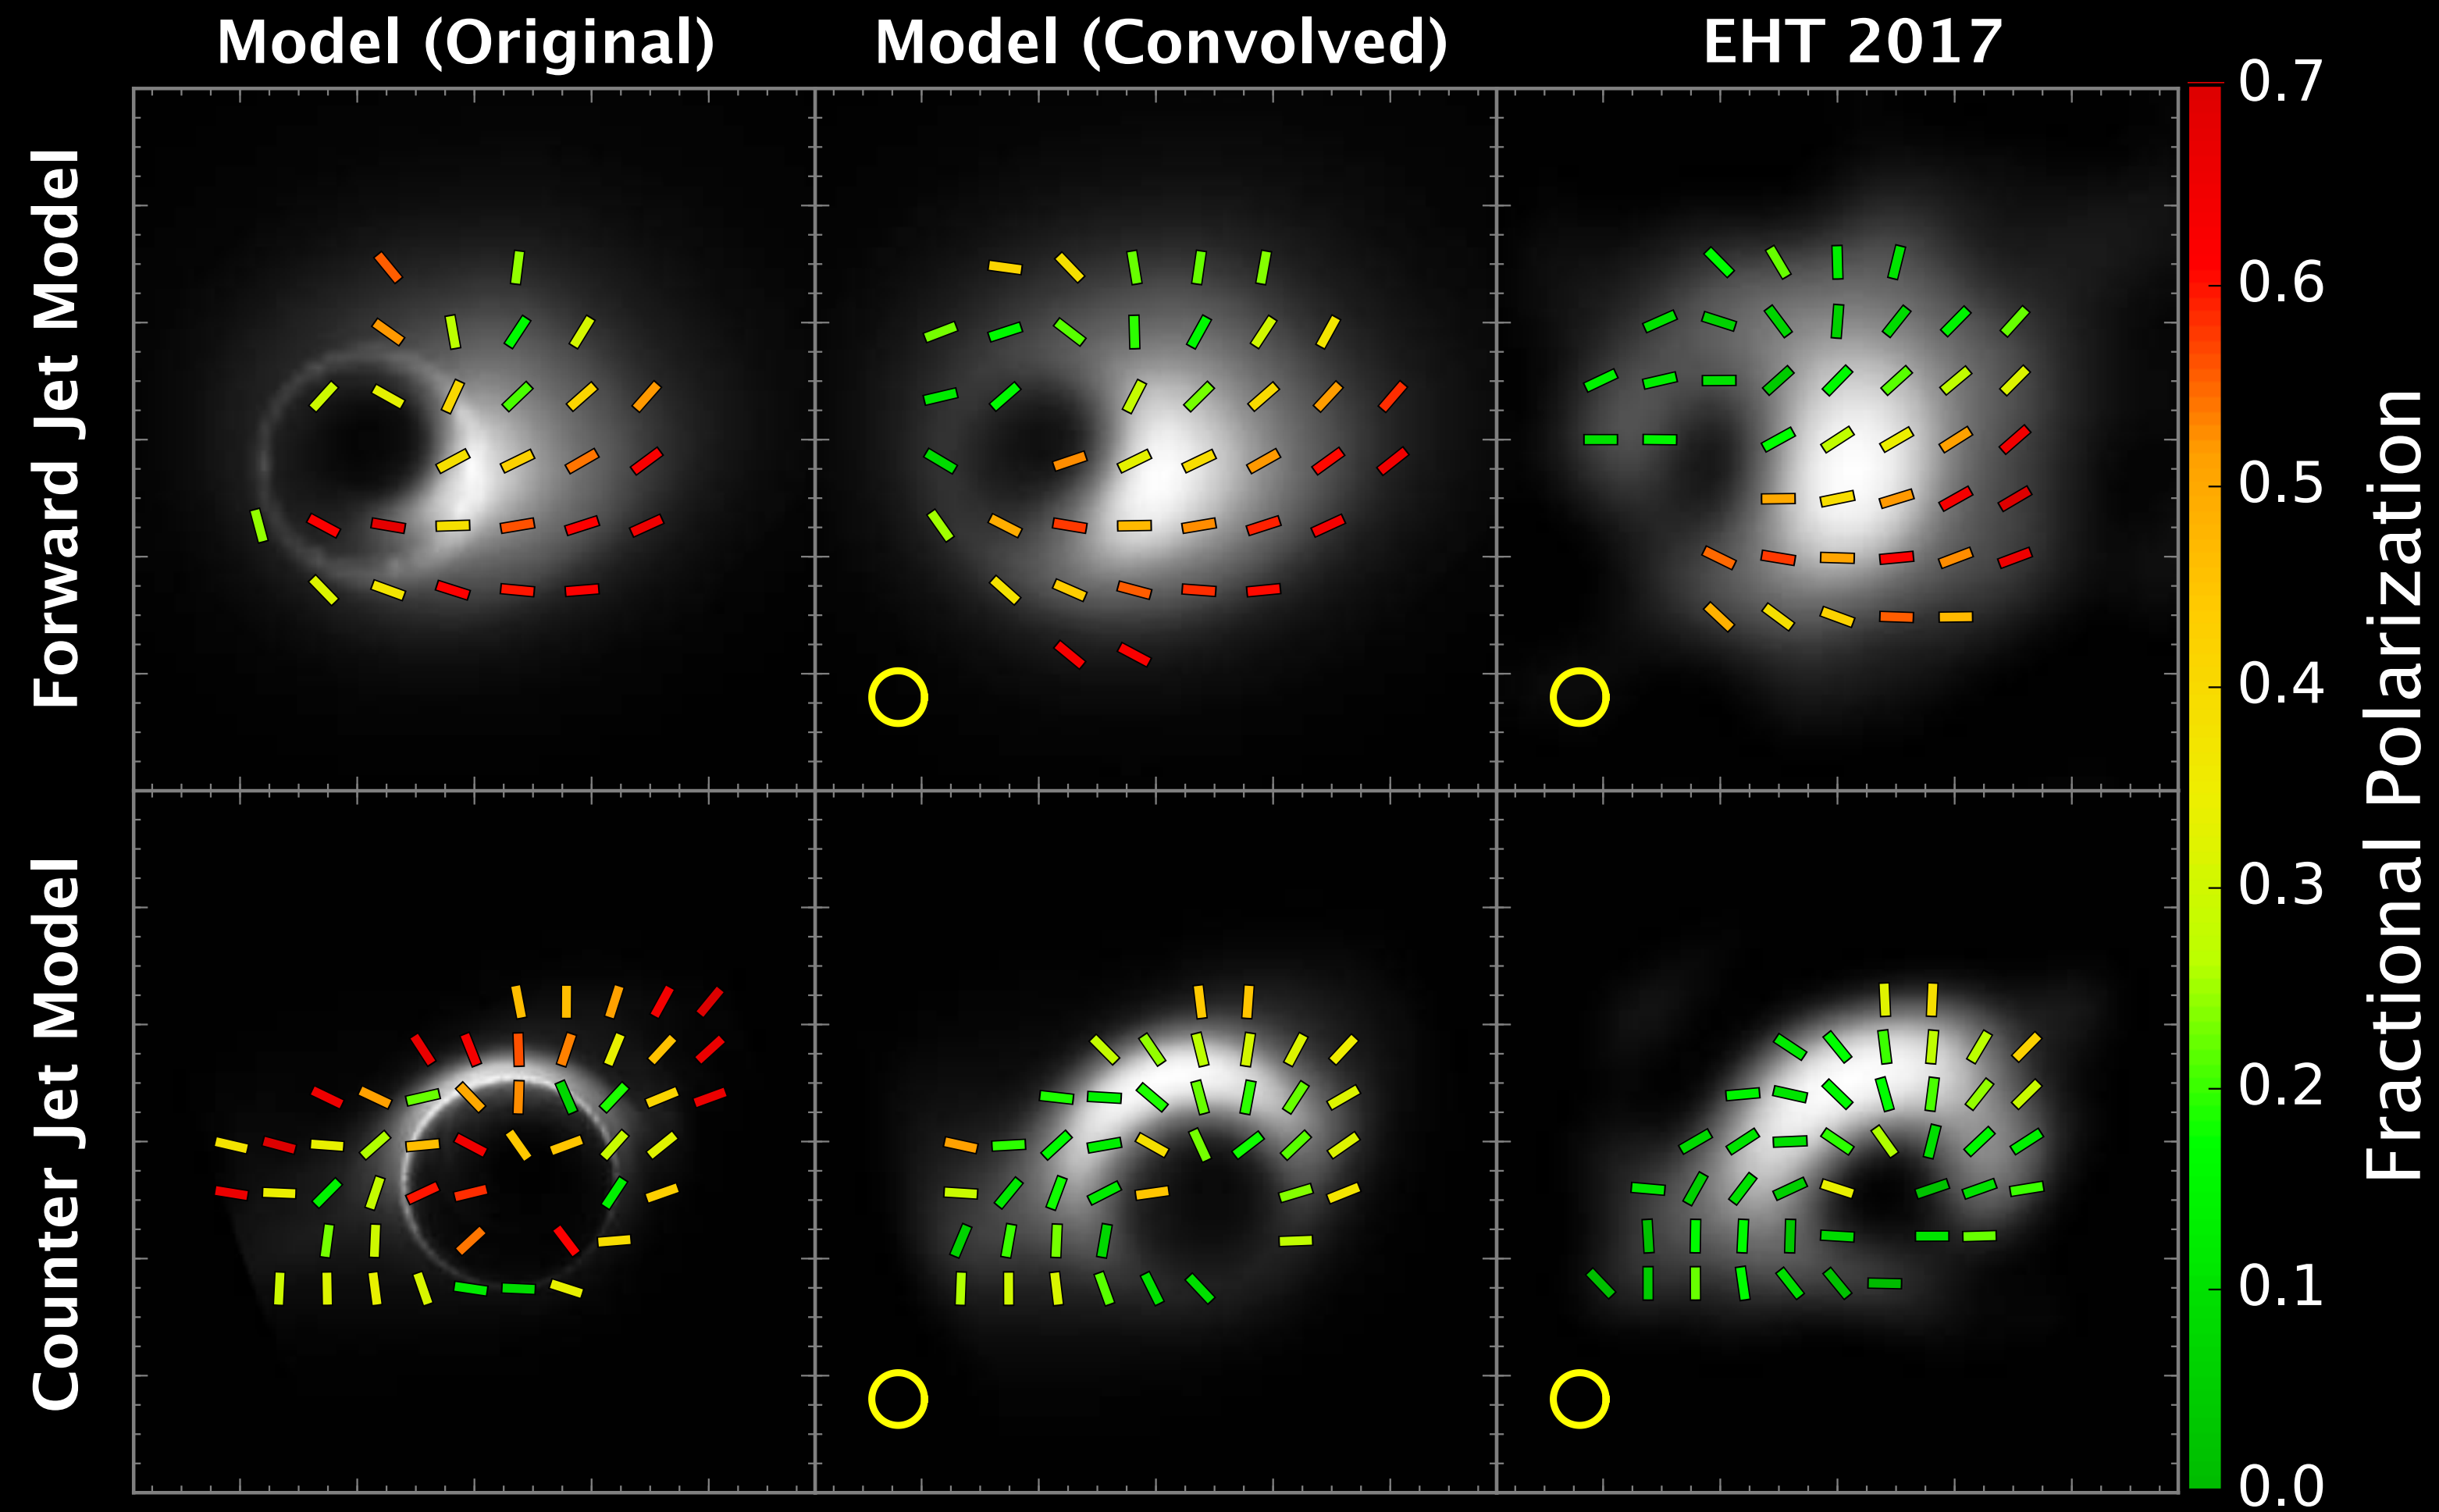 Model (Original)
Model (Convolved)
EHT 2017
Forward Jet Model
Counter Jet Model
0.7
0.6
0.5
0.4
0.3
0.2
0.1
0.0
Fractional Polarization